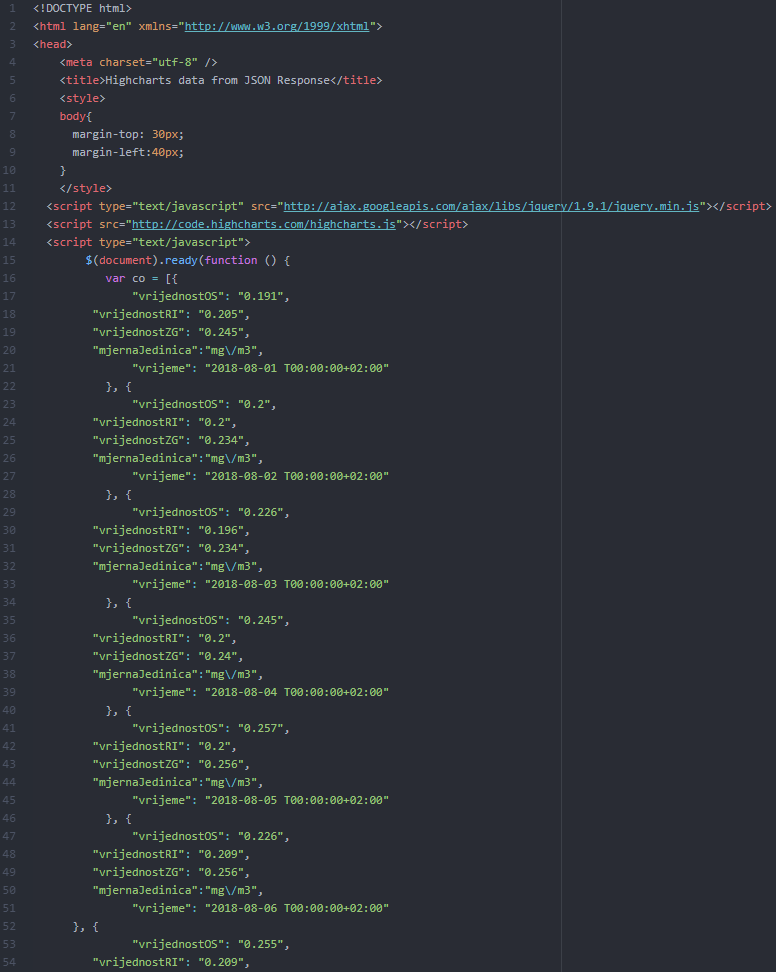 1 <!DOCTYPE html>
2 <html lang="en" xmlns="http://www.w3.org/1999/xhtml">
3 <head>
4     <meta charset="utf-8" />
5     <title>Highcharts data from JSON Response</title>
6     <style>
7     body{
8       margin-top: 30px;
9       margin-left:40px;
10     }
11     </style>
12   <script type="text/javascript" src="http://ajax.googleapis.com/ajax/libs/jquery/1.9.1/jquery.min.js"></script>
13   <script src="http://code.highcharts.com/highcharts.js"></script>
14   <script type="text/javascript">
15         $(document).ready(function () {
16            var co = [{
17                "vrijednostOS": "0.191",
18          "vrijednostRI": "0.205",
19          "vrijednostZG": "0.245",
20          "mjernaJedinica":"mg\/m3",
21                "vrijeme": "2018-08-01 T00:00:00+02:00"
22            }, {
23                "vrijednostOS": "0.2",
24          "vrijednostRI": "0.2",
25          "vrijednostZG": "0.234",
26          "mjernaJedinica":"mg\/m3",
27                "vrijeme": "2018-08-02 T00:00:00+02:00"
28            }, {
29                "vrijednostOS": "0.226",
30          "vrijednostRI": "0.196",
31          "vrijednostZG": "0.234",
32          "mjernaJedinica":"mg\/m3",
33                "vrijeme": "2018-08-03 T00:00:00+02:00"
34            }, {
35                "vrijednostOS": "0.245",
36          "vrijednostRI": "0.2",
37          "vrijednostZG": "0.24",
38          "mjernaJedinica":"mg\/m3",
39                "vrijeme": "2018-08-04 T00:00:00+02:00"
40            }, {
41                "vrijednostOS": "0.257",
42          "vrijednostRI": "0.2",
43          "vrijednostZG": "0.256",
44          "mjernaJedinica":"mg\/m3",
45                "vrijeme": "2018-08-05 T00:00:00+02:00"
46            }, {
47                "vrijednostOS": "0.226",
48          "vrijednostRI": "0.209",
49          "vrijednostZG": "0.256",
50          "mjernaJedinica":"mg\/m3",
51                "vrijeme": "2018-08-06 T00:00:00+02:00"
52       }, {
53                "vrijednostOS": "0.255",
54          "vrijednostRI": "0.209",